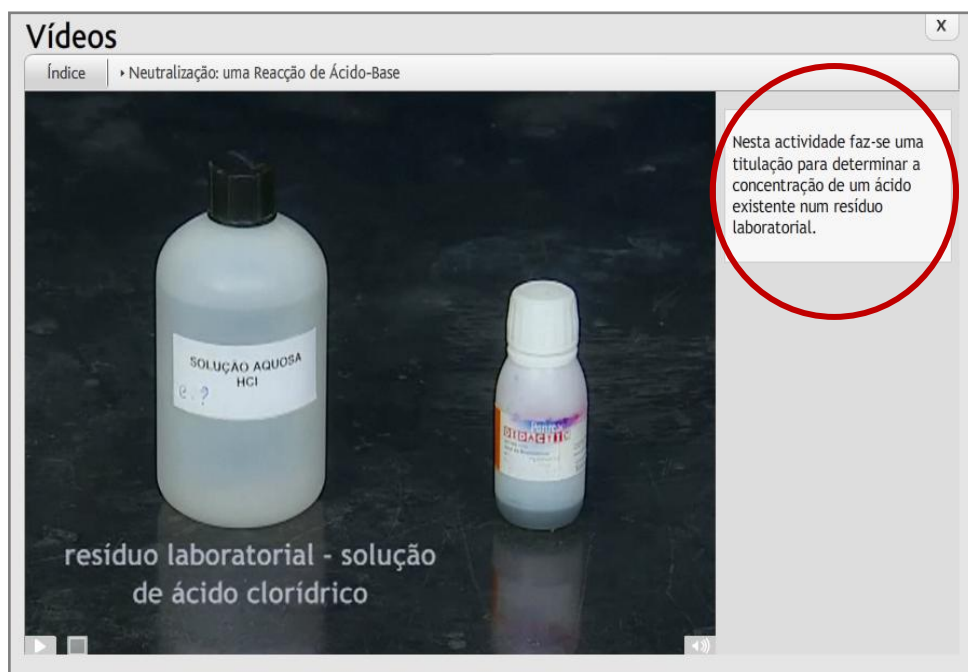 Vídeos
X
Índice
Neutralização: uma Reacção de Ácido-Base
Nesta actividade faz-se uma
titulação para determinar a
concentração de um ácido
existente num resíduo
laboratorial.
SOLUÇÃO AQUOSA
HCl
c = ?
Panreac
DIDACTIC
resíduo laboratorial - solução
de ácido clorídrico